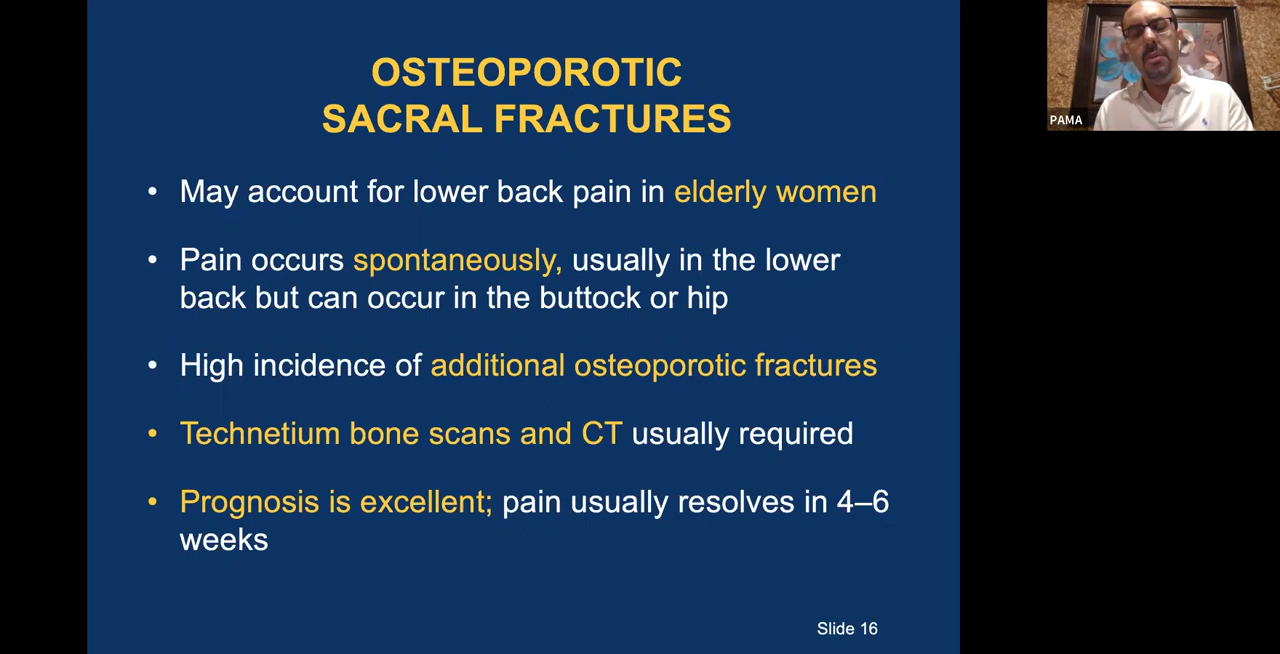 OSTEOPOROTIC
SACRAL FRACTURES
• May account for lower back pain in elderly women
• Pain occurs spontaneously, usually in the lower
back but can occur in the buttock or hip
• High incidence of additional osteoporotic fractures
• Technetium bone scans and CT usually required
• Prognosis is excellent; pain usually resolves in 4–6
weeks
Slide 16
PAMA